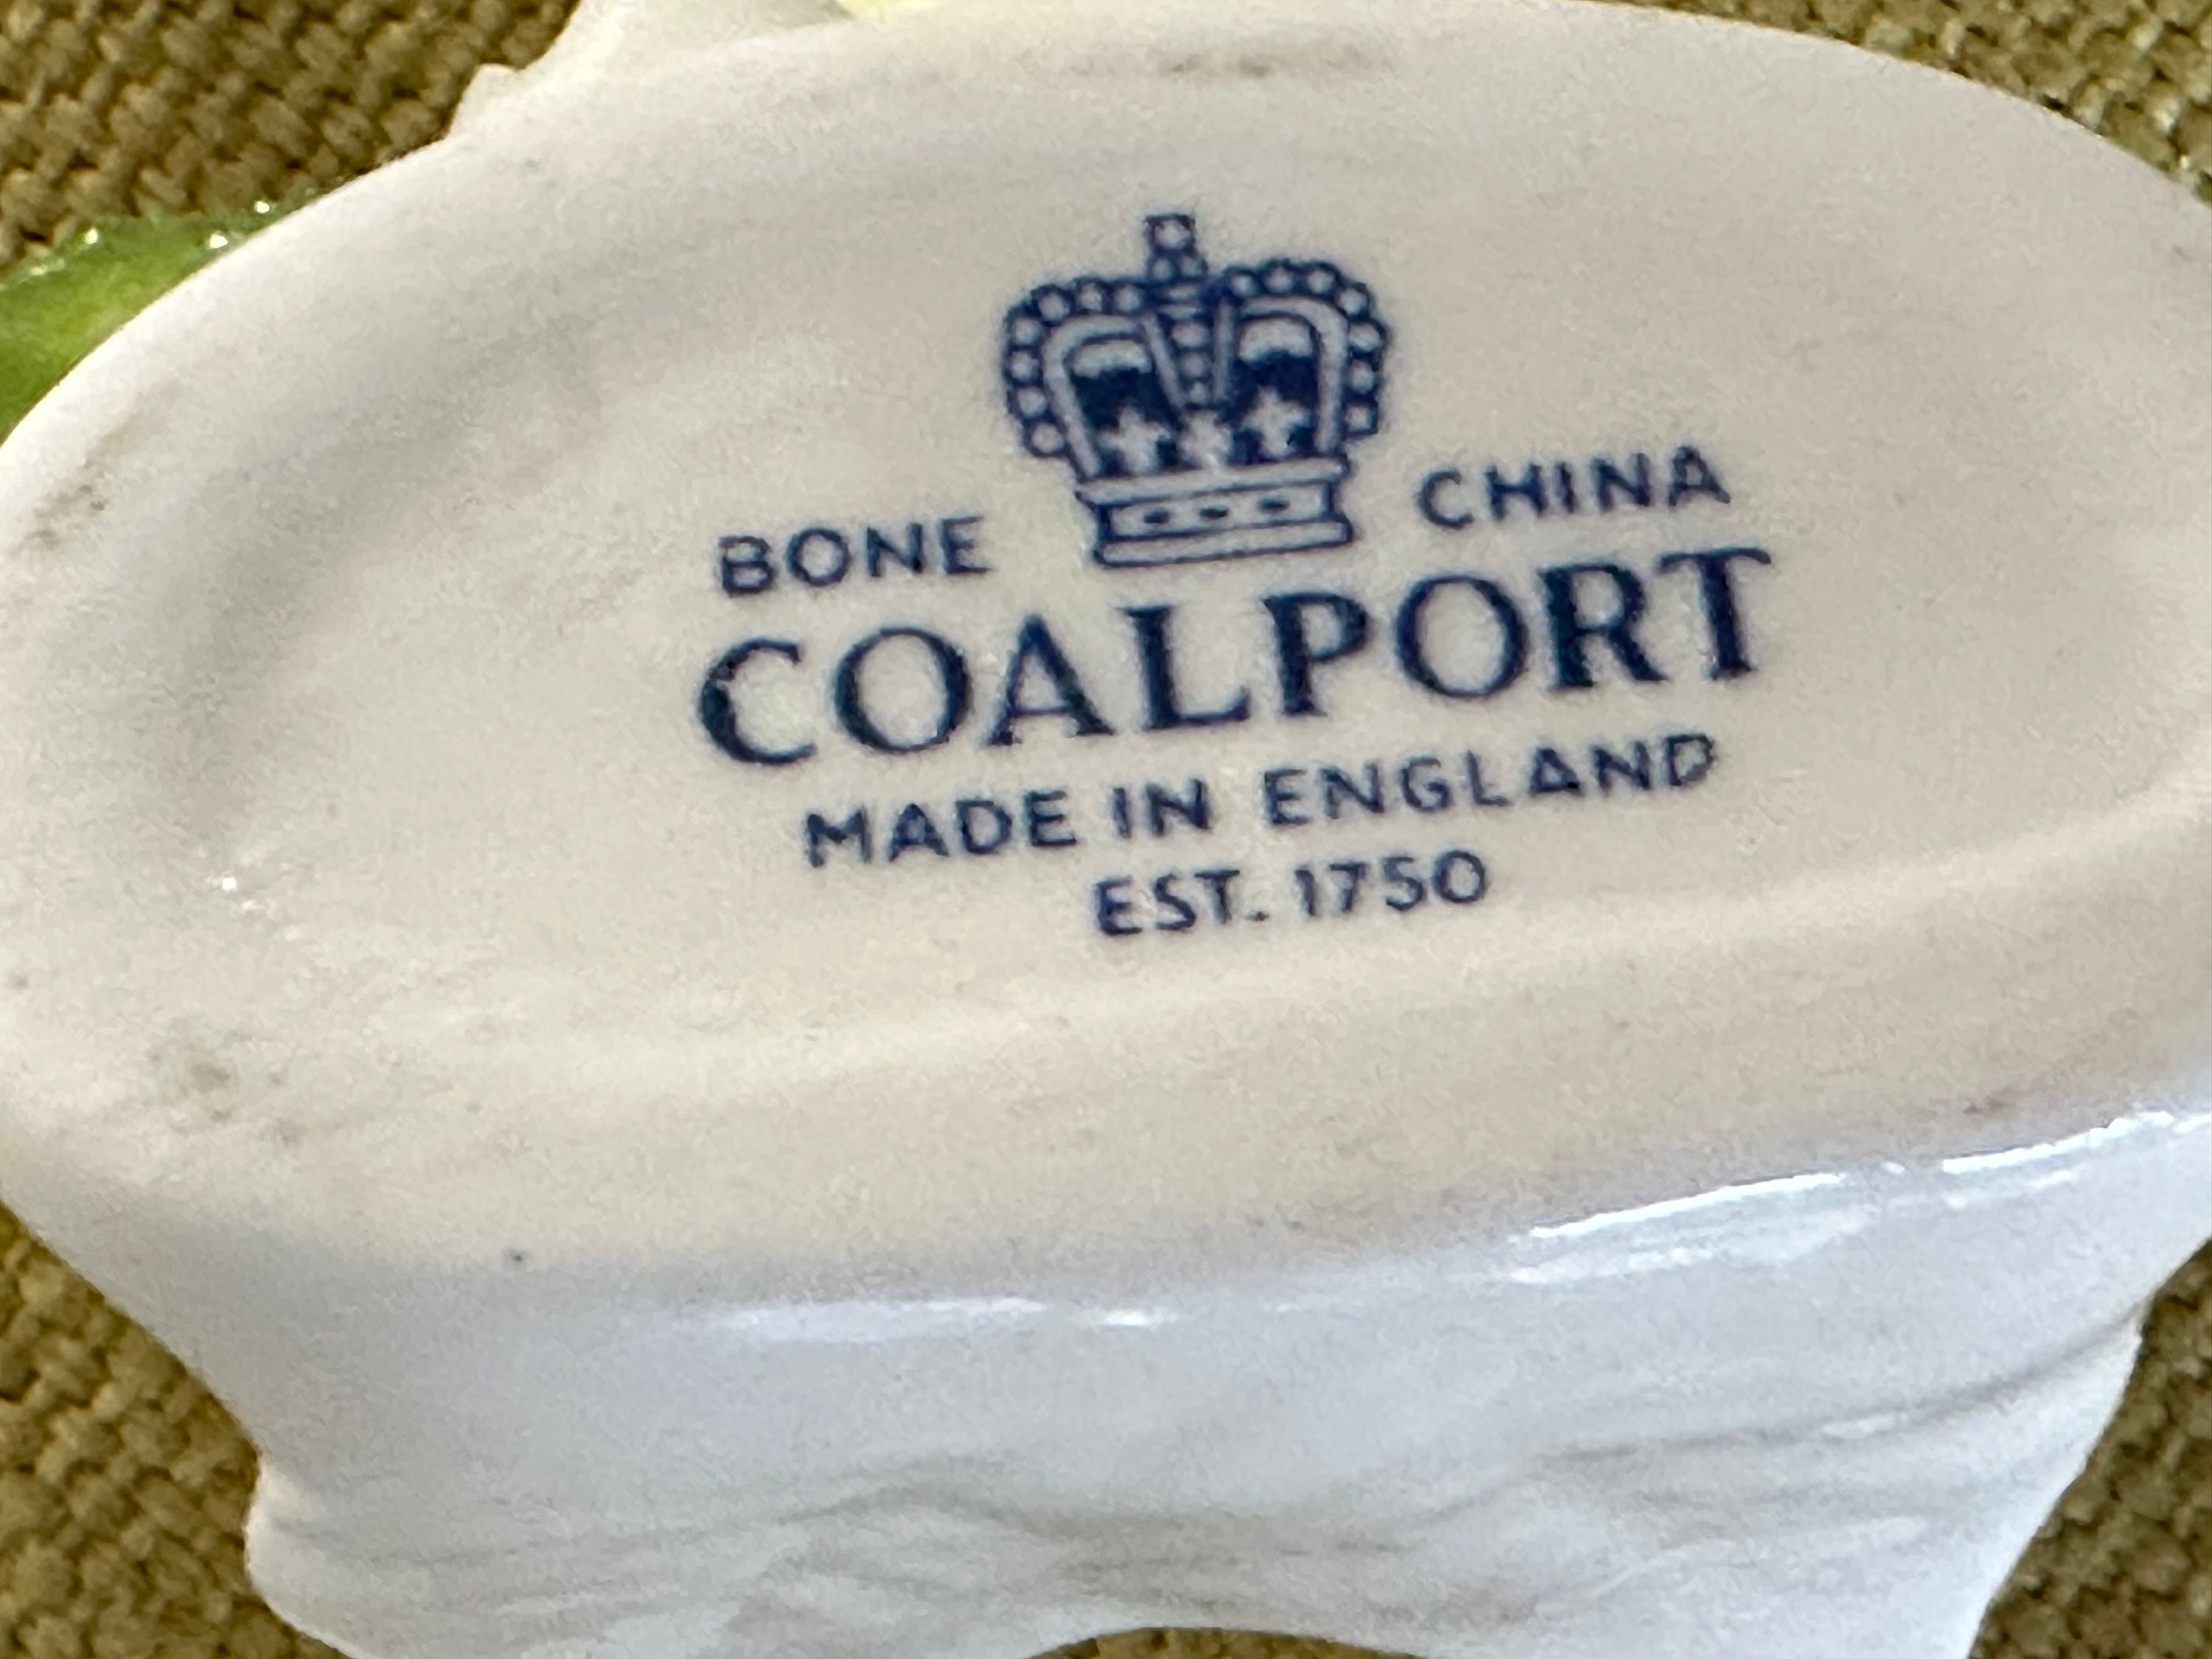 BONE CHINA
COALPORT
MADE IN ENGLAND
EST. 1750